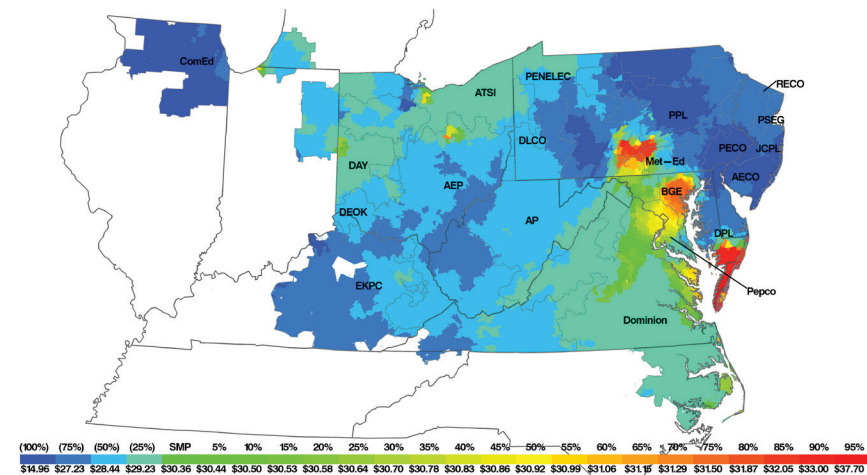 ComEd
RECO
PENELEC
ATSI
PPL
PSEG
DLCO
PECO
JCPL
Met—Ed
DAY
AECO
AEP
BGE
DEOK
AP
DPL
EKPC
Pepco
Dominion
(100%) (75%) (50%) (25%) SMP 5% 10% 15% 20% 25% 30% 35% 40% 45% 50% 55% 60% 65% 70% 75% 80% 85% 90% 95%
$14.96 $27.23 $28.44 $29.23 $30.36 $30.44 $30.50 $30.53 $30.58 $30.64 $30.70 $30.78 $30.83 $30.86 $30.92 $30.99 $31.06 $31.15 $31.29 $31.50 $31.87 $32.05 $33.00 $37.70